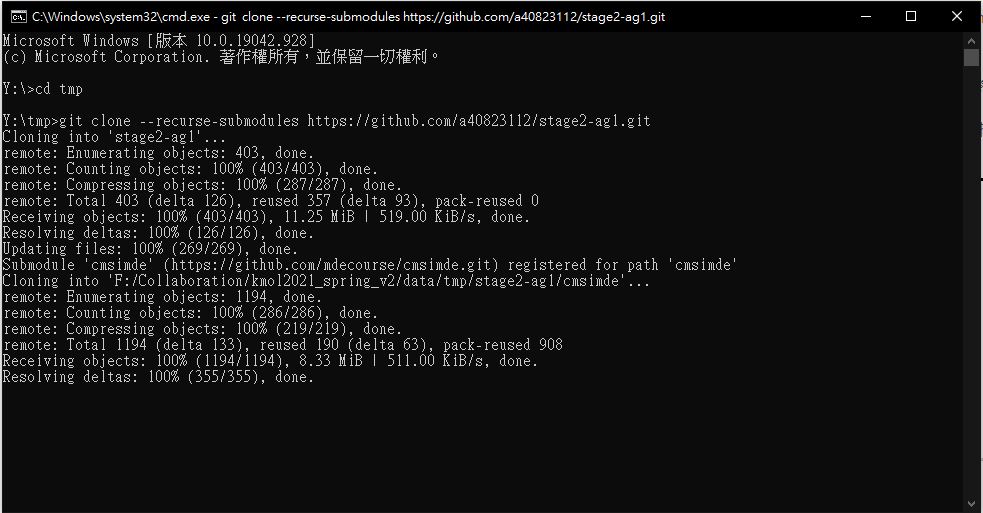 C:\Windows\system32\cmd.exe - git  clone --recurse-submodules https://github.com/a40823112/stage2-ag1.git
Microsoft Windows [版本 10.0.19042.928]
(c) Microsoft Corporation. 著作權所有，並保留一切權利。
Y:\>cd tmp
Y:\tmp>git clone --recurse-submodules https://github.com/a40823112/stage2-ag1.git
Cloning into 'stage2-ag1'...
remote: Enumerating objects: 403, done.
remote: Counting objects: 100% (403/403), done.
remote: Compressing objects: 100% (287/287), done.
remote: Total 403 (delta 126), reused 357 (delta 93), pack-reused 0
Receiving objects: 100% (403/403), 11.25 MiB | 519.00 KiB/s, done.
Resolving deltas: 100% (126/126), done.
Updating files: 100% (269/269), done.
Submodule 'cmsimde' (https://github.com/mdecourse/cmsimde.git) registered for path 'cmsimde'
Cloning into 'F:/Collaboration/kmol2021_spring_v2/data/tmp/stage2-ag1/cmsimde'...
remote: Enumerating objects: 1194, done.
remote: Counting objects: 100% (286/286), done.
remote: Compressing objects: 100% (219/219), done.
remote: Total 1194 (delta 133), reused 190 (delta 63), pack-reused 908
Receiving objects: 100% (1194/1194), 8.33 MiB | 511.00 KiB/s, done.
Resolving deltas: 100% (355/355), done.